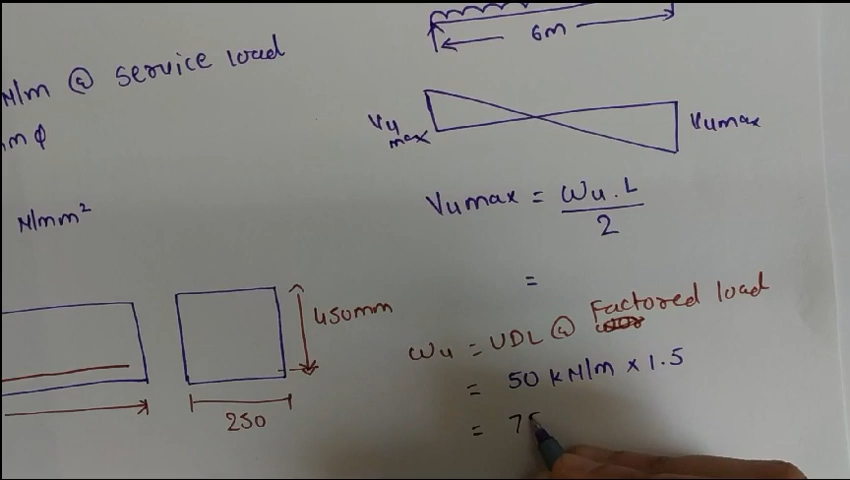 N/m @ service load
mm φ
N/mm²
450mm
250
6m
Vu max
Vumax
Vumax = Wu . L / 2
=
Wu = UDL @ Factored load
= 50 kN/m × 1.5
= 75